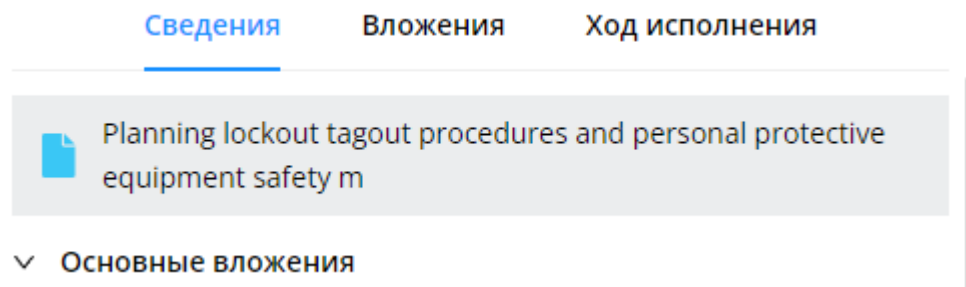 Сведения Вложения Ход исполнения
Planning lockout tagout procedures and personal protective
equipment safety m
Основные вложения